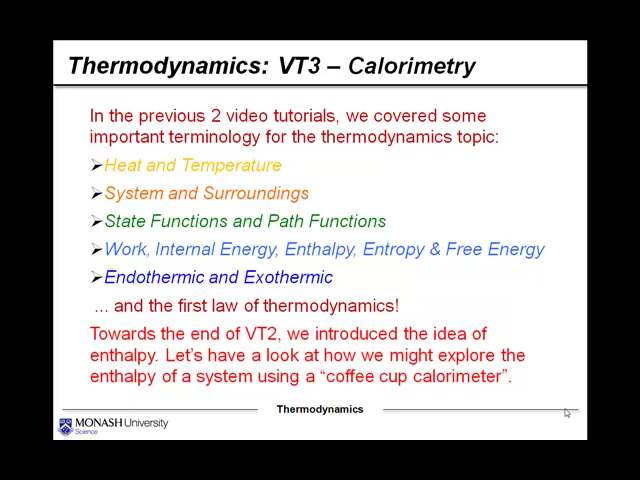 Thermodynamics: VT3 – Calorimetry
In the previous 2 video tutorials, we covered some
important terminology for the thermodynamics topic:
➢Heat and Temperature
➢System and Surroundings
➢State Functions and Path Functions
➢Work, Internal Energy, Enthalpy, Entropy & Free Energy
➢Endothermic and Exothermic
... and the first law of thermodynamics!
Towards the end of VT2, we introduced the idea of
enthalpy. Let’s have a look at how we might explore the
enthalpy of a system using a “coffee cup calorimeter”.
Thermodynamics
MONASH University
Science